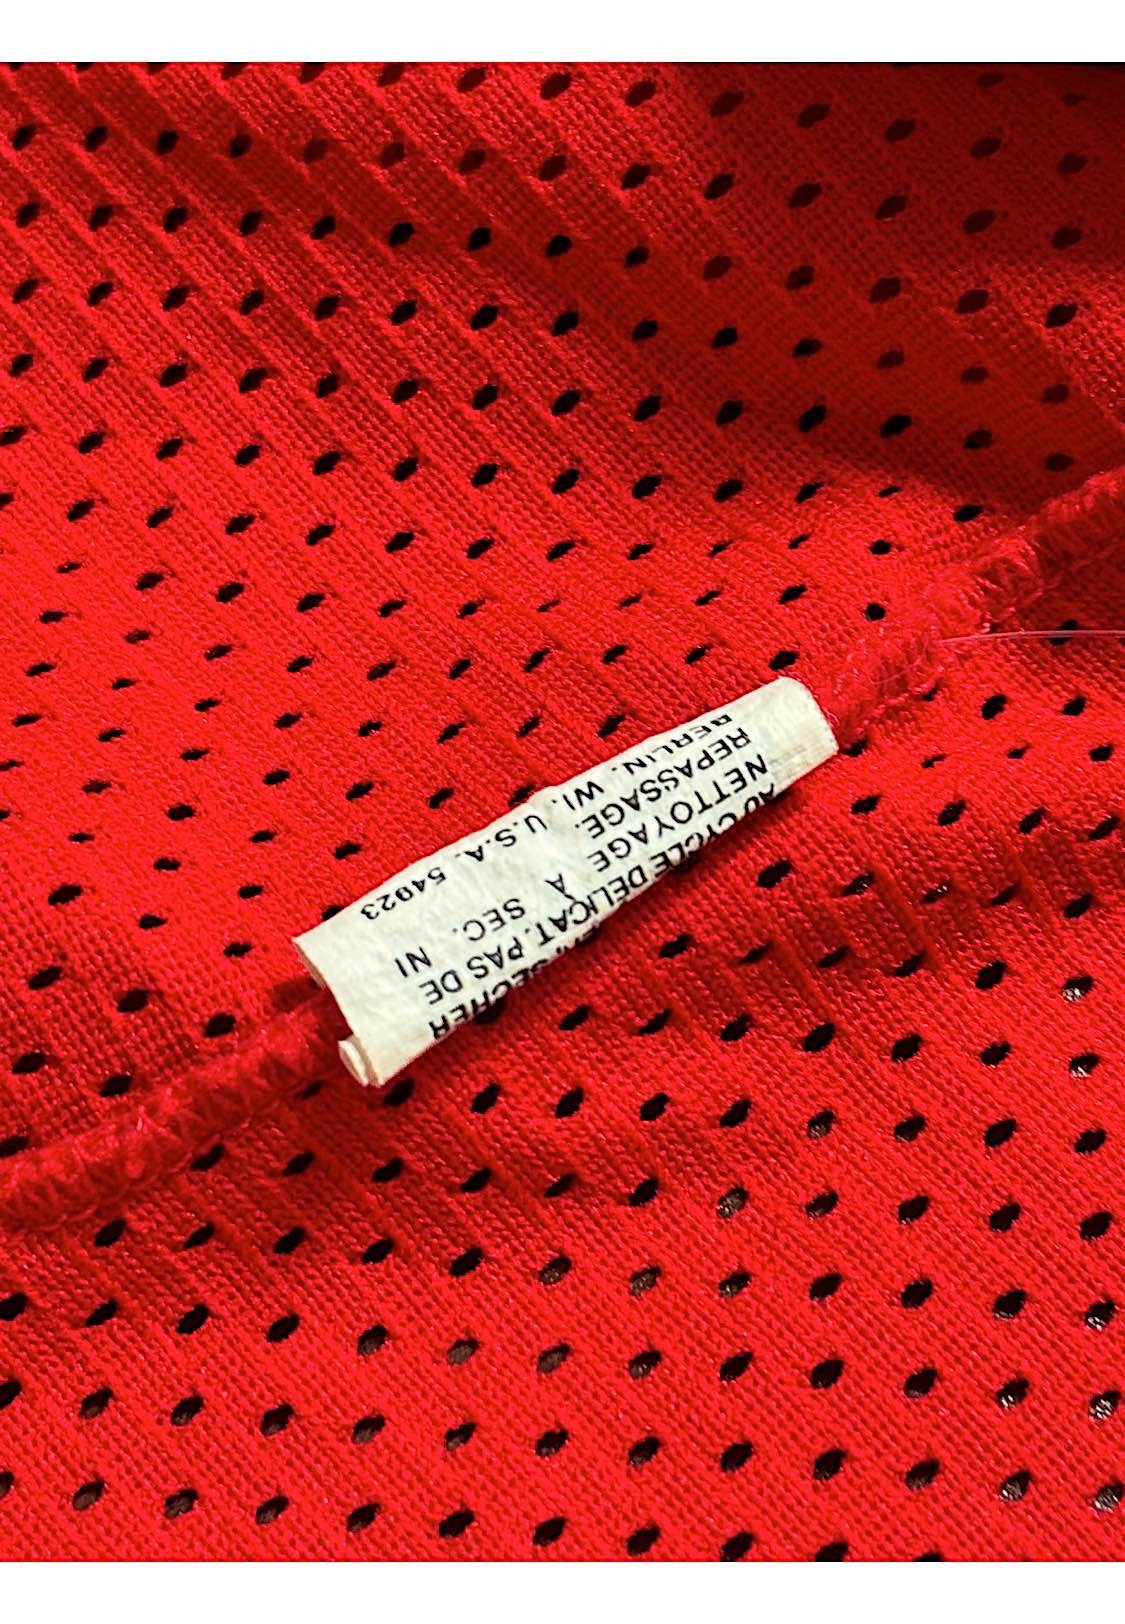 SECHER
AU CYCLE DELICAT. PAS DE
NETTOYAGE À SEC. NI
REPASSAGE.
BERLIN, WI. U.S.A. 54923